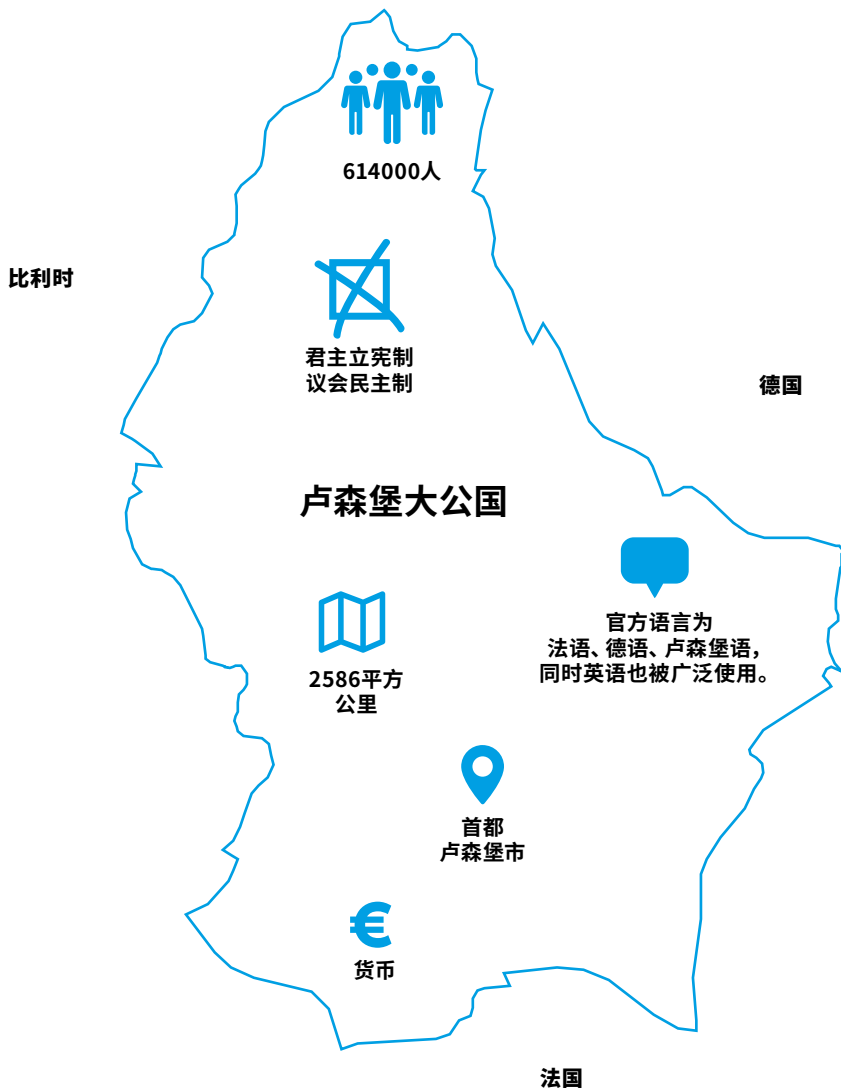 614000人
比利时
君主立宪制
议会民主制
德国
卢森堡大公国
官方语言为
法语、德语、卢森堡语，
同时英语也被广泛使用。
2586平方
公里
首都
卢森堡市
€
货币
法国